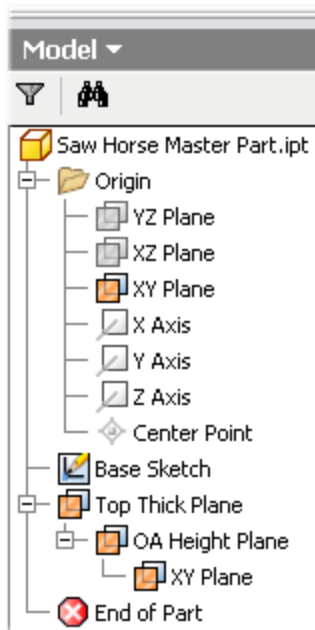 Model
Saw Horse Master Part.ipt
Origin
YZ Plane
XZ Plane
XY Plane
X Axis
Y Axis
Z Axis
Center Point
Base Sketch
Top Thick Plane
OA Height Plane
XY Plane
End of Part